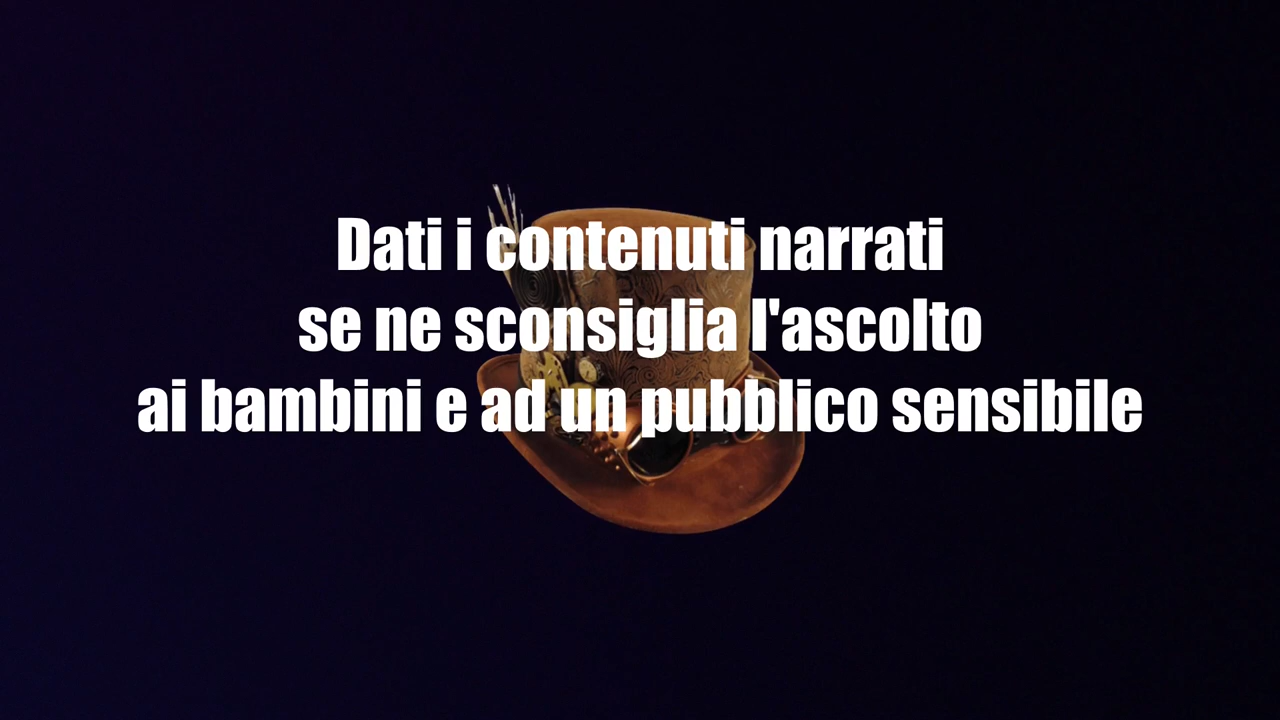 Dati i contenuti narrati
se ne sconsiglia l'ascolto
ai bambini e ad un pubblico sensibile